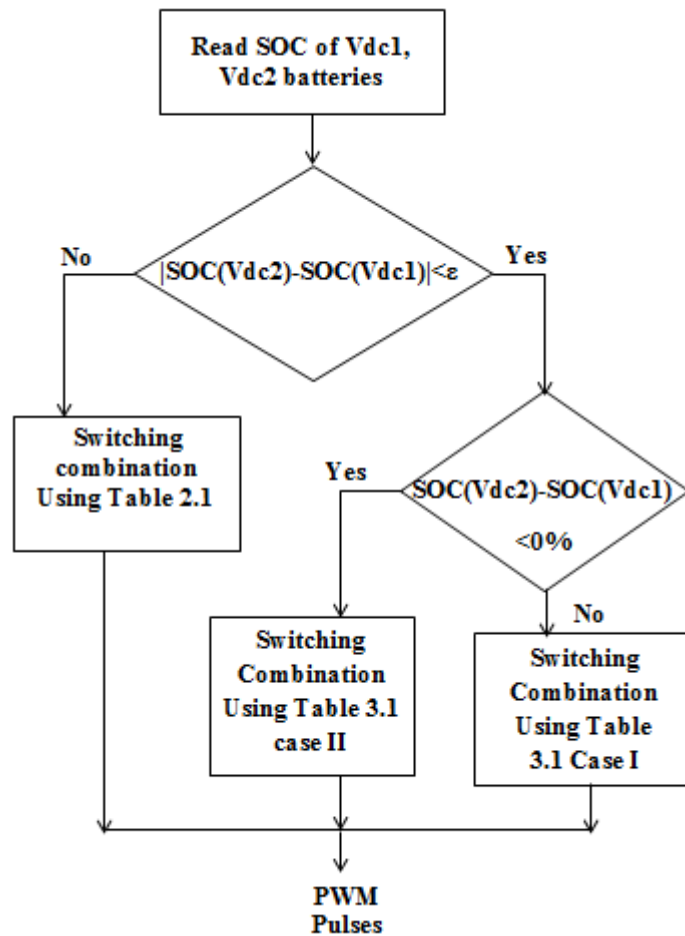 Read SOC of Vdc1,
Vdc2 batteries
|SOC(Vdc2)-SOC(Vdc1)|<ε
No
Yes
Switching
combination
Using Table 2.1
Yes
SOC(Vdc2)-SOC(Vdc1)
<0%
No
Switching
Combination
Using Table 3.1
case II
Switching
Combination
Using Table
3.1 Case I
PWM
Pulses